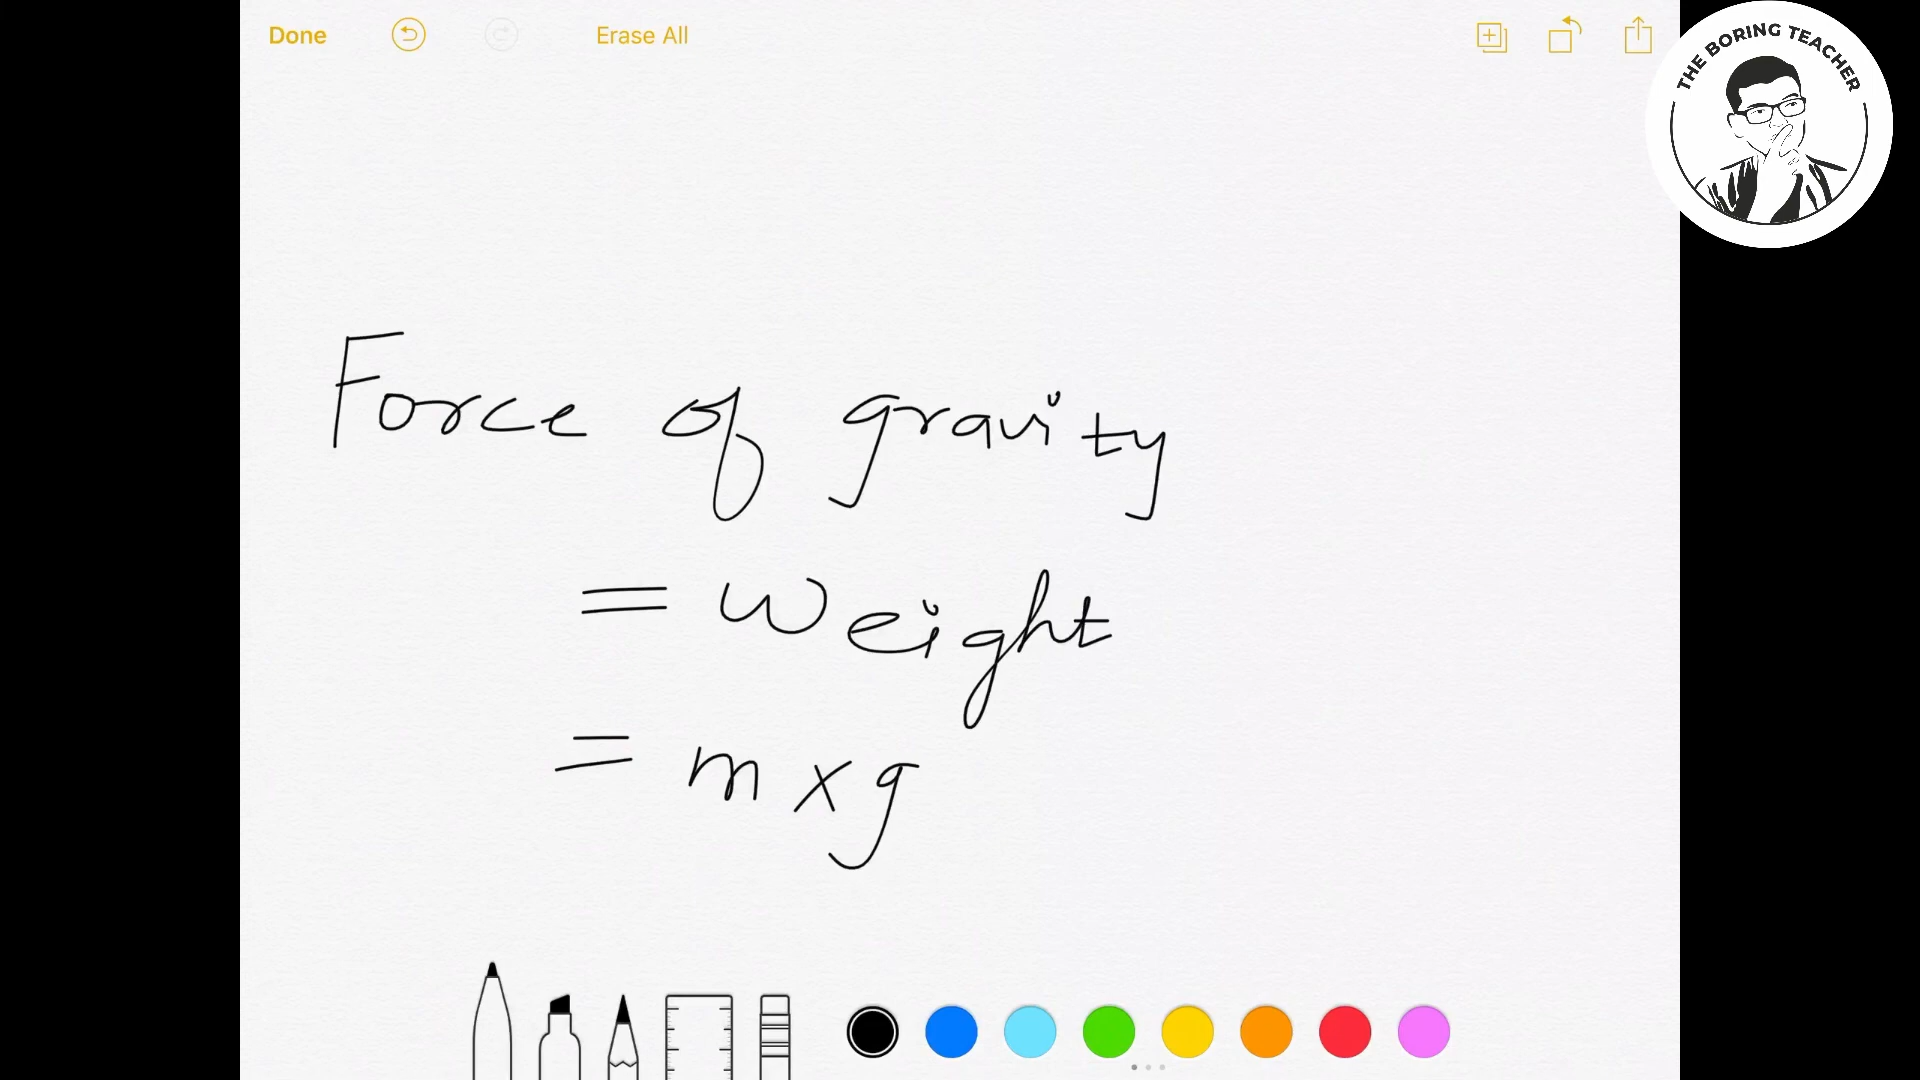 Done Erase All
THE BORING TEACHER
Force of gravity
= weight
= m x g